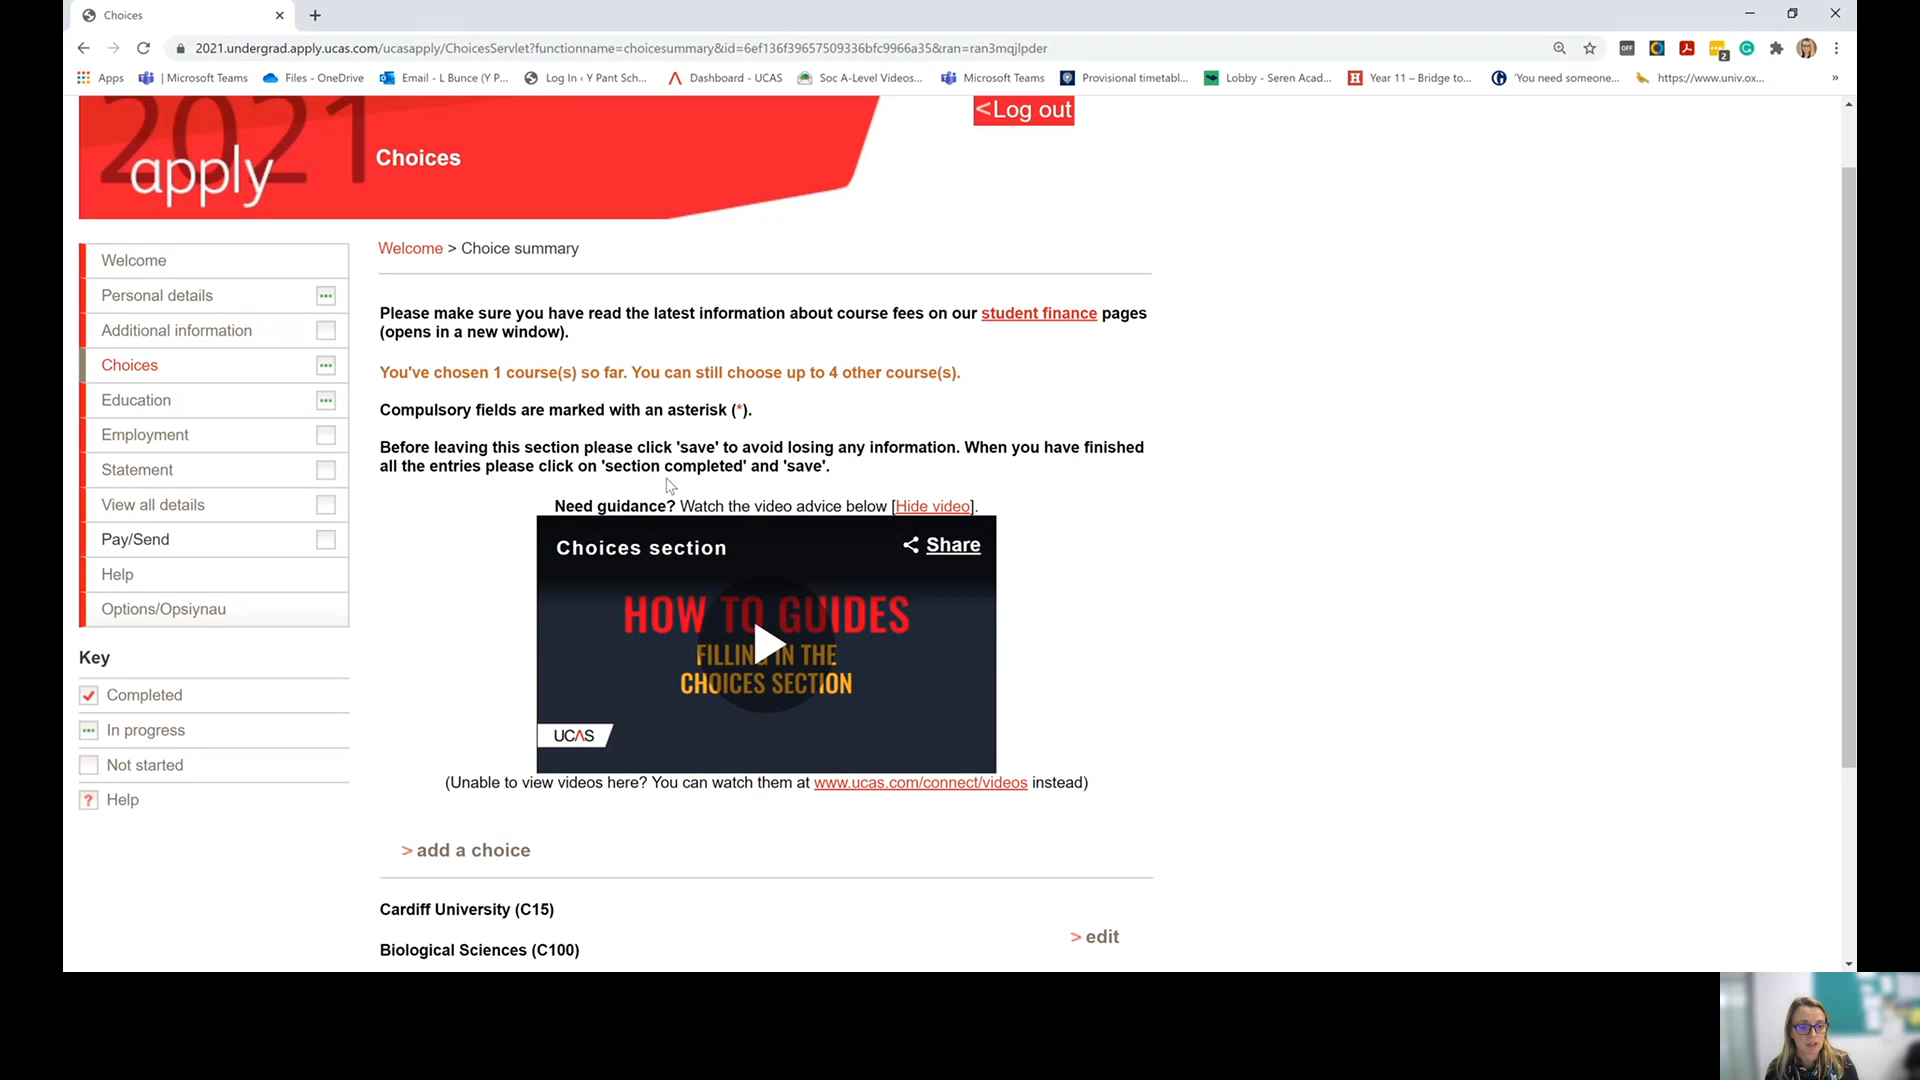 Choices
2021.undergrad.apply.ucas.com/ucasapply/ChoicesServlet?functionname=choicesummary&id=6ef136f39657509336bfc9966a35&ran=ran3mqjlpder
OFF
2
Apps | Microsoft Teams Files - OneDrive Email - L Bunce (Y P... Log In ‹ Y Pant Sch... Dashboard - UCAS Soc A-Level Videos... Microsoft Teams Provisional timetabl... Lobby - Seren Acad... Year 11 – Bridge to... 'You need someone... https://www.univ.ox... »
2021
apply
Choices
<Log out
Welcome
Personal details
Additional information
Choices
Education
Employment
Statement
View all details
Pay/Send
Help
Options/Opsiynau
Key
Completed
In progress
Not started
? Help
Welcome > Choice summary
Please make sure you have read the latest information about course fees on our student finance pages
(opens in a new window).
You've chosen 1 course(s) so far. You can still choose up to 4 other course(s).
Compulsory fields are marked with an asterisk (*).
Before leaving this section please click 'save' to avoid losing any information. When you have finished
all the entries please click on 'section completed' and 'save'.
Need guidance? Watch the video advice below [Hide video].
Choices section
Share
HOW TO GUIDES
FILLING IN THE
CHOICES SECTION
UCAS
(Unable to view videos here? You can watch them at www.ucas.com/connect/videos instead)
> add a choice
Cardiff University (C15)
> edit
Biological Sciences (C100)